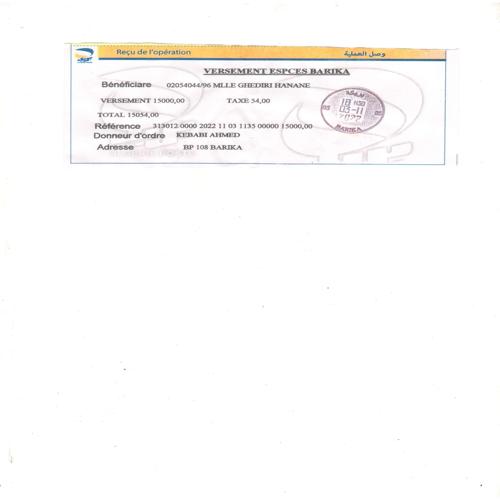 Reçu de l'opération وصل العملية
VERSEMENT ESPCES BARIKA
Bénéficiare 02054044/96 MLLE GHEDIRI HANANE
VERSEMENT 15000,00 TAXE 54,00
TOTAL 15054,00
Référence 313012 0000 2022 11 03 1135 00000 15000,00
Donneur d'ordre KEBABI AHMED
Adresse BP 108 BARIKA
03-11
2022
BARIKA